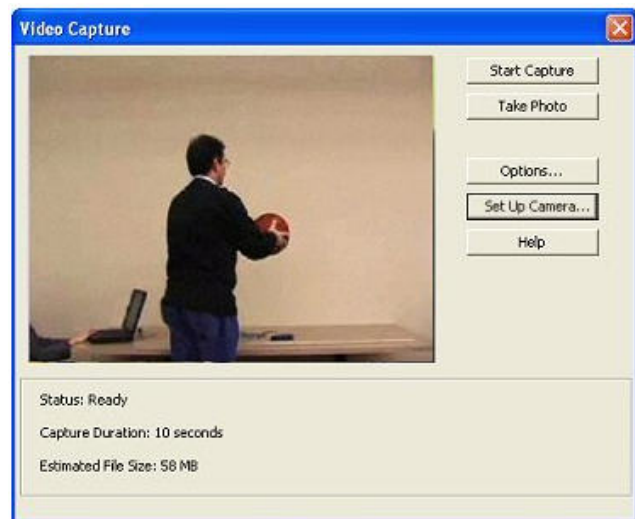 Video Capture
Start Capture
Take Photo
Options...
Set Up Camera...
Help
Status: Ready
Capture Duration: 10 seconds
Estimated File Size: 58 MB